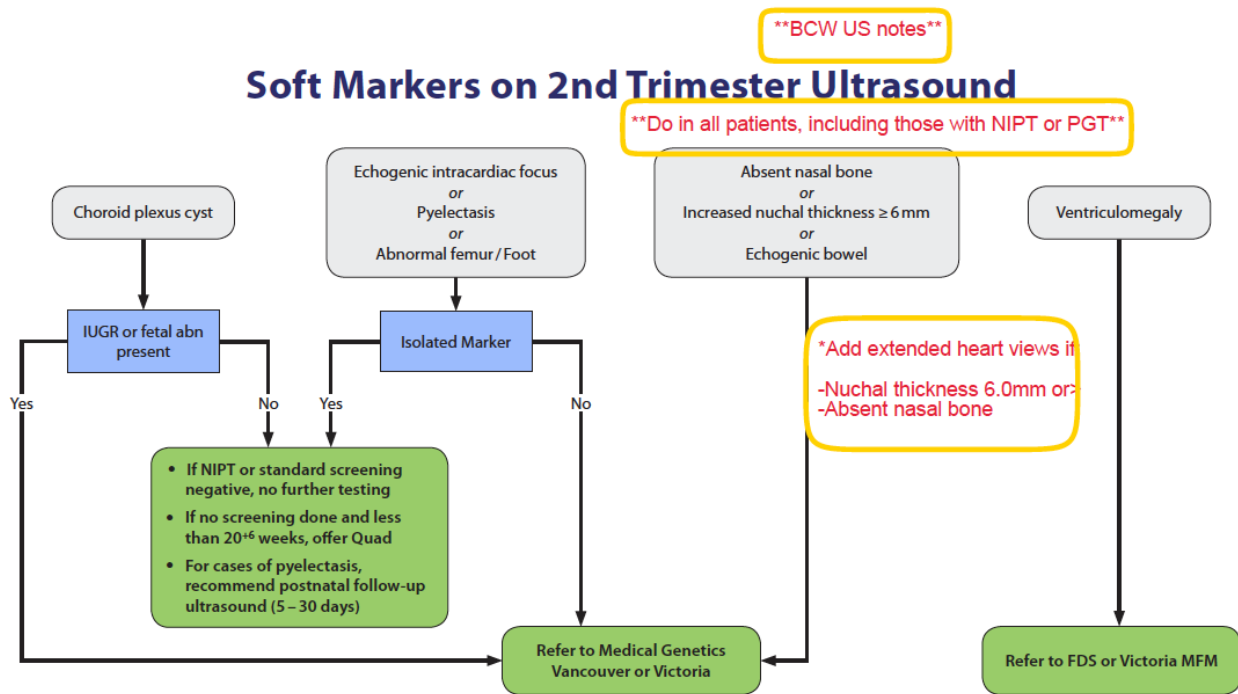 **BCW US notes**
Soft Markers on 2nd Trimester Ultrasound
**Do in all patients, including those with NIPT or PGT**
Choroid plexus cyst
Echogenic intracardiac focus
or
Pyelectasis
or
Abnormal femur / Foot
Absent nasal bone
or
Increased nuchal thickness ≥ 6 mm
or
Echogenic bowel
Ventriculomegaly
IUGR or fetal abn
present
Isolated Marker
*Add extended heart views if
-Nuchal thickness 6.0mm or>
-Absent nasal bone
Yes
No
Yes
No
• If NIPT or standard screening
negative, no further testing
• If no screening done and less
than 20+6 weeks, offer Quad
• For cases of pyelectasis,
recommend postnatal follow-up
ultrasound (5 – 30 days)
Refer to Medical Genetics
Vancouver or Victoria
Refer to FDS or Victoria MFM